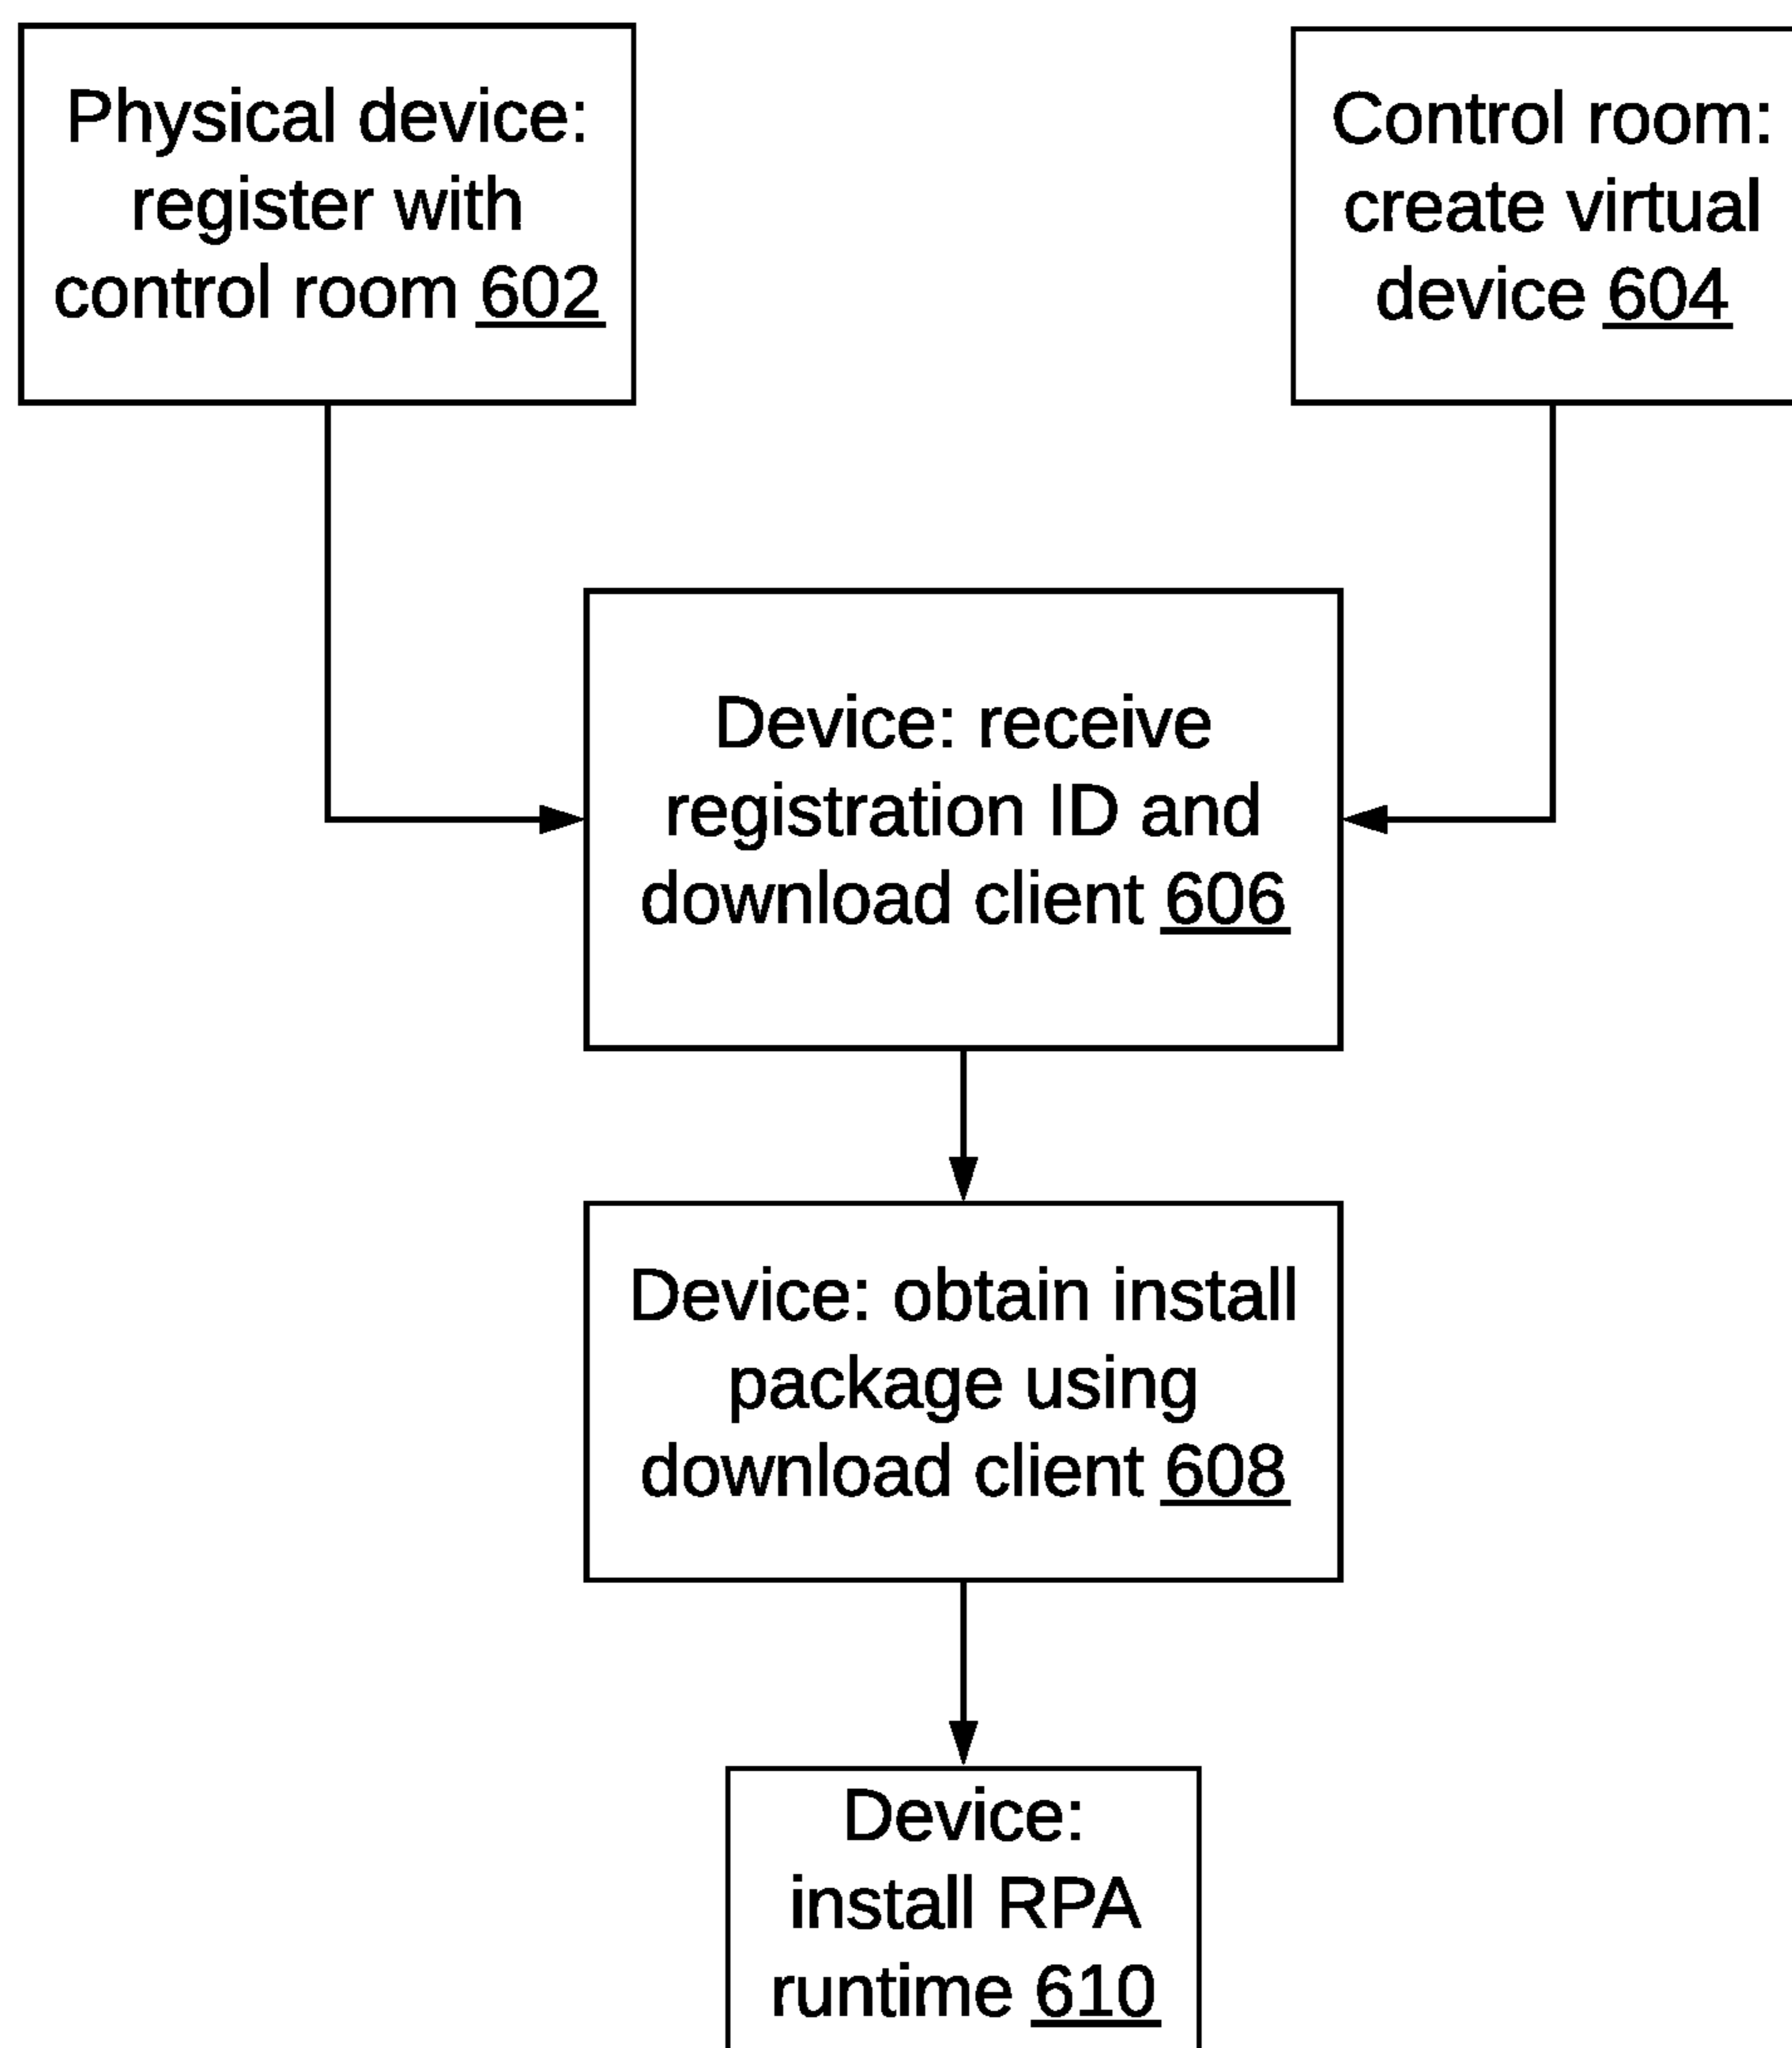 Physical device:
register with
control room 602
Control room:
create virtual
device 604
Device: receive
registration ID and
download client 606
Device: obtain install
package using
download client 608
Device:
install RPA
runtime 610